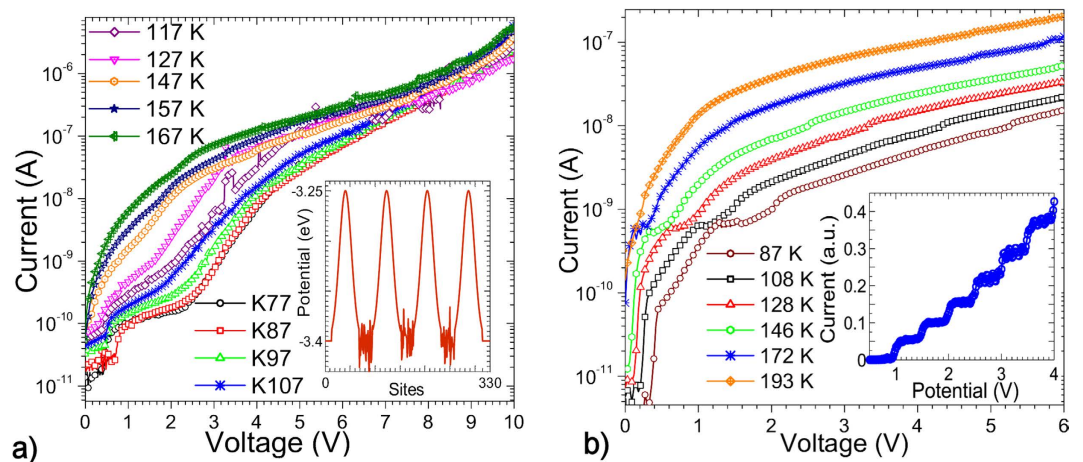 117 K
127 K
147 K
157 K
167 K
Current (A)
10⁻⁶
10⁻⁷
10⁻⁸
10⁻⁹
10⁻¹⁰
10⁻¹¹
K77
K87
K97
K107
Potential (eV)
-3.25
-3.4
0
Sites
330
0 1 2 3 4 5 6 7 8 9 10
Voltage (V)
a)
Current (A)
10⁻⁷
10⁻⁸
10⁻⁹
10⁻¹⁰
10⁻¹¹
87 K
108 K
128 K
146 K
172 K
193 K
Current (a.u.)
0.4
0.3
0.2
0.1
0
1 2 3 4
Potential (V)
0 1 2 3 4 5 6
Voltage (V)
b)